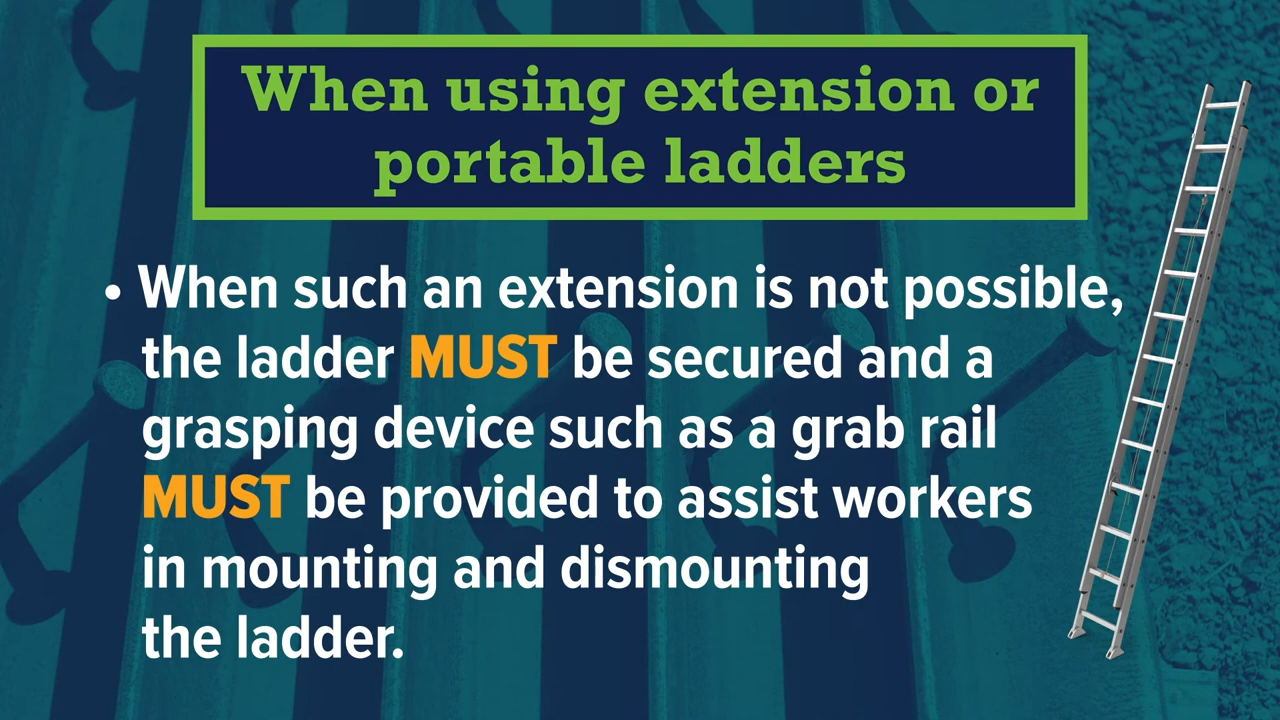 When using extension or
portable ladders
• When such an extension is not possible,
the ladder MUST be secured and a
grasping device such as a grab rail
MUST be provided to assist workers
in mounting and dismounting
the ladder.